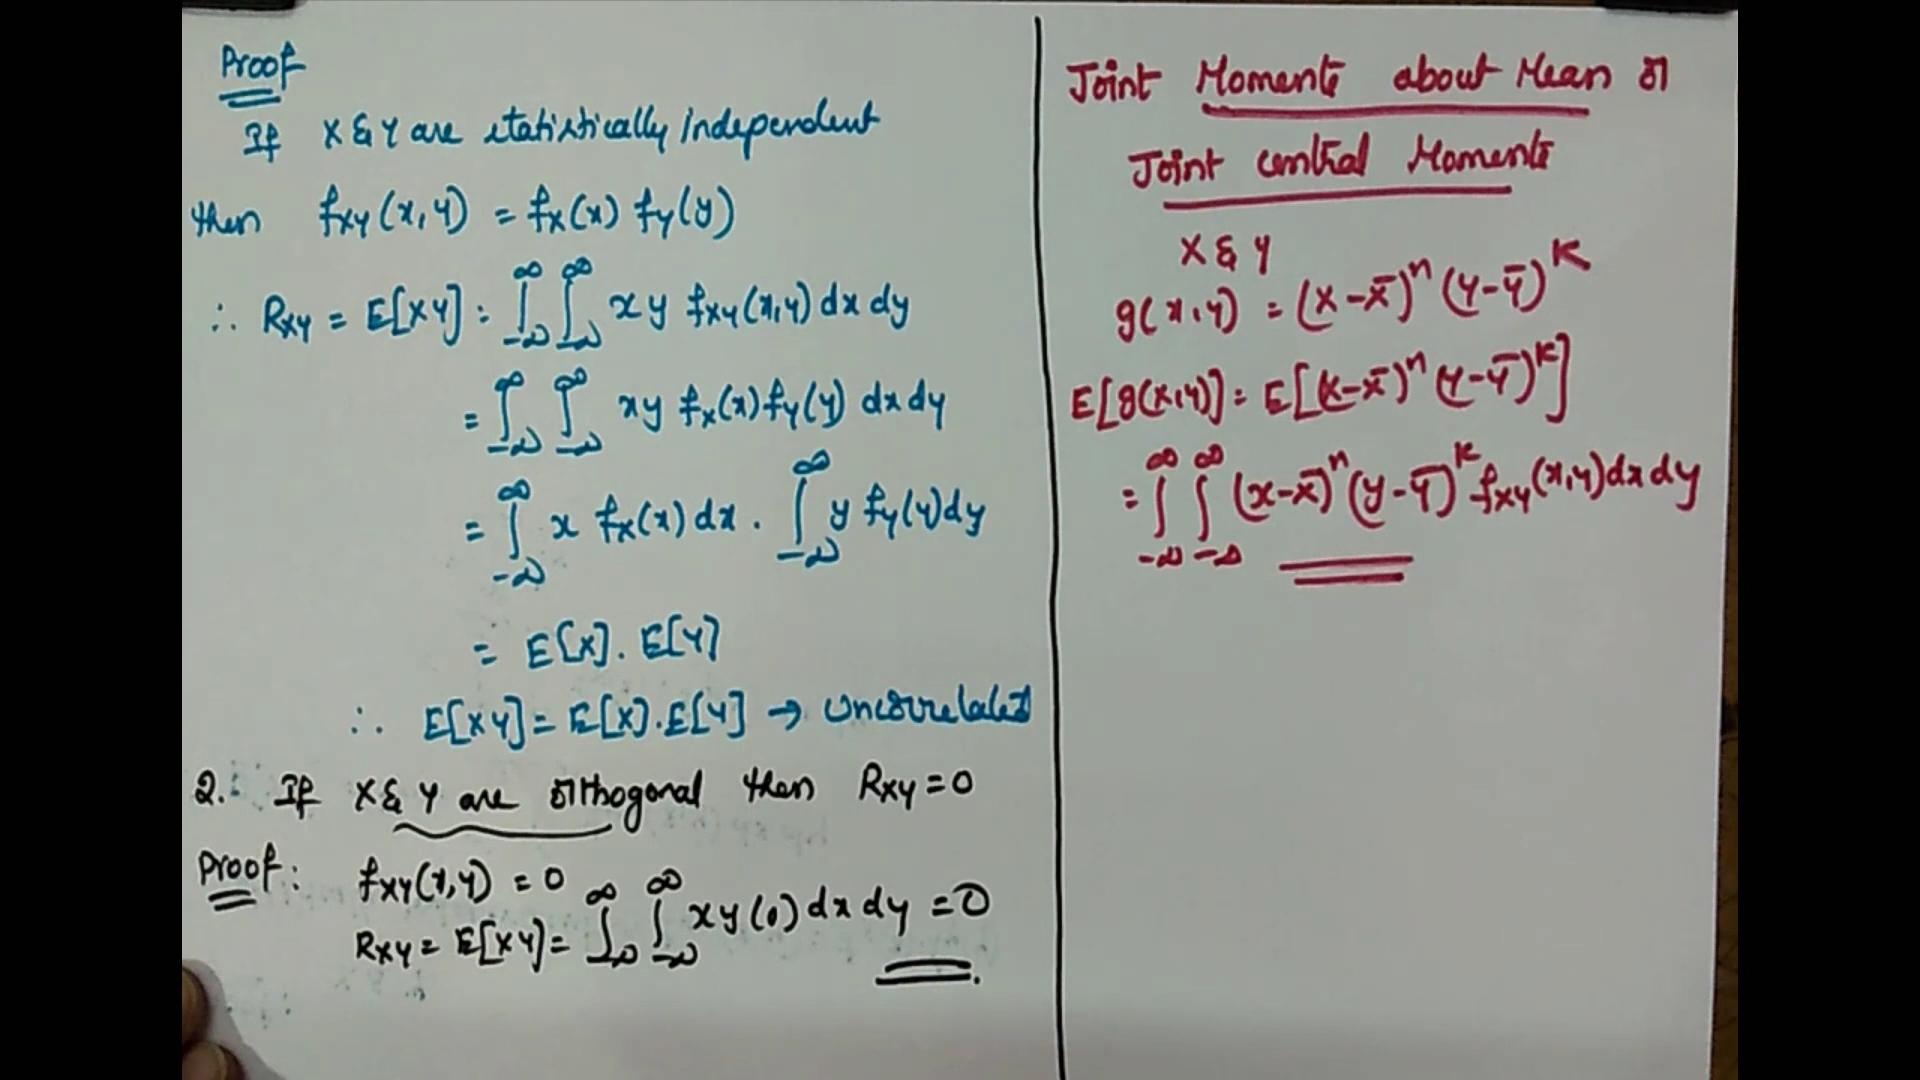 Proof
If X & Y are statistically independent
then fXY(x,y) = fX(x) fY(y)
∴ RXY = E[XY] = ∫_{-∞}^{∞} ∫_{-∞}^{∞} x y fXY(x,y) dx dy
= ∫_{-∞}^{∞} ∫_{-∞}^{∞} xy fX(x) fY(y) dx dy
= ∫_{-∞}^{∞} x fX(x) dx . ∫_{-∞}^{∞} y fY(y) dy
= E[X] . E[Y]
∴ E[XY] = E[X] . E[Y] → Uncorrelated
2. If X & Y are orthogonal then RXY = 0
Proof : fXY(x,y) = 0
RXY = E[XY] = ∫_{-∞}^{∞} ∫_{-∞}^{∞} xy (0) dx dy = 0
Joint Moments about Mean or
Joint central Moments
X & Y
g(x,y) = (X-X̄)^n (Y-Ȳ)^K
E[g(x,y)] = E[(X-X̄)^n (Y-Ȳ)^K]
= ∫_{-∞}^{∞} ∫_{-∞}^{∞} (x-X̄)^n (y-Ȳ)^K fXY(x,y) dx dy